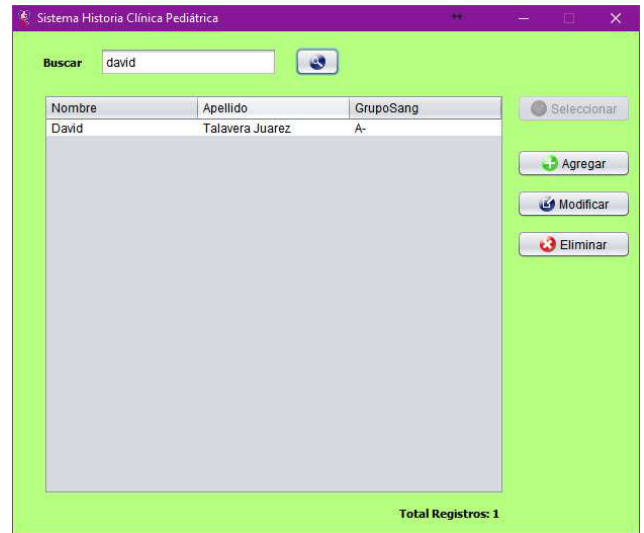 Sistema Historia Clínica Pediátrica
Buscar david
Nombre Apellido GrupoSang
David Talavera Juarez A-
Seleccionar
Agregar
Modificar
Eliminar
Total Registros: 1